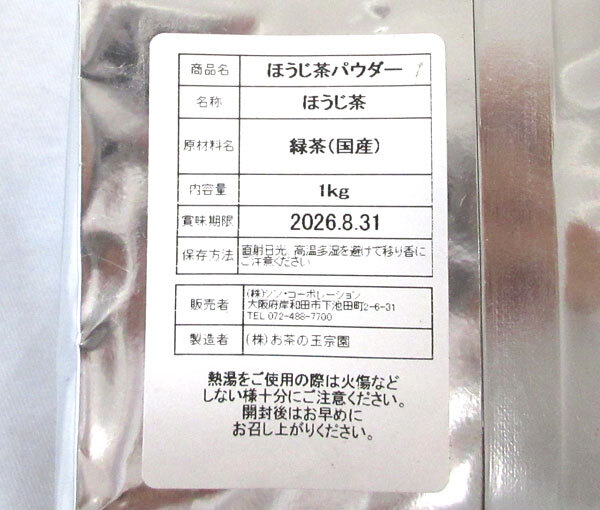 商品名 ほうじ茶パウダー
名称 ほうじ茶
原材料名 緑茶(国産)
内容量 1kg
賞味期限 2026.8.31
保存方法 直射日光、高温多湿を避けて移り香に
ご注意ください
販売者 (株)シン・コーポレーション
大阪府岸和田市下池田町2-6-31
TEL 072-488-7700
製造者 (株)お茶の玉宗園
熱湯をご使用の際は火傷など
しない様十分にご注意ください。
開封後はお早めに
お召し上がりください。